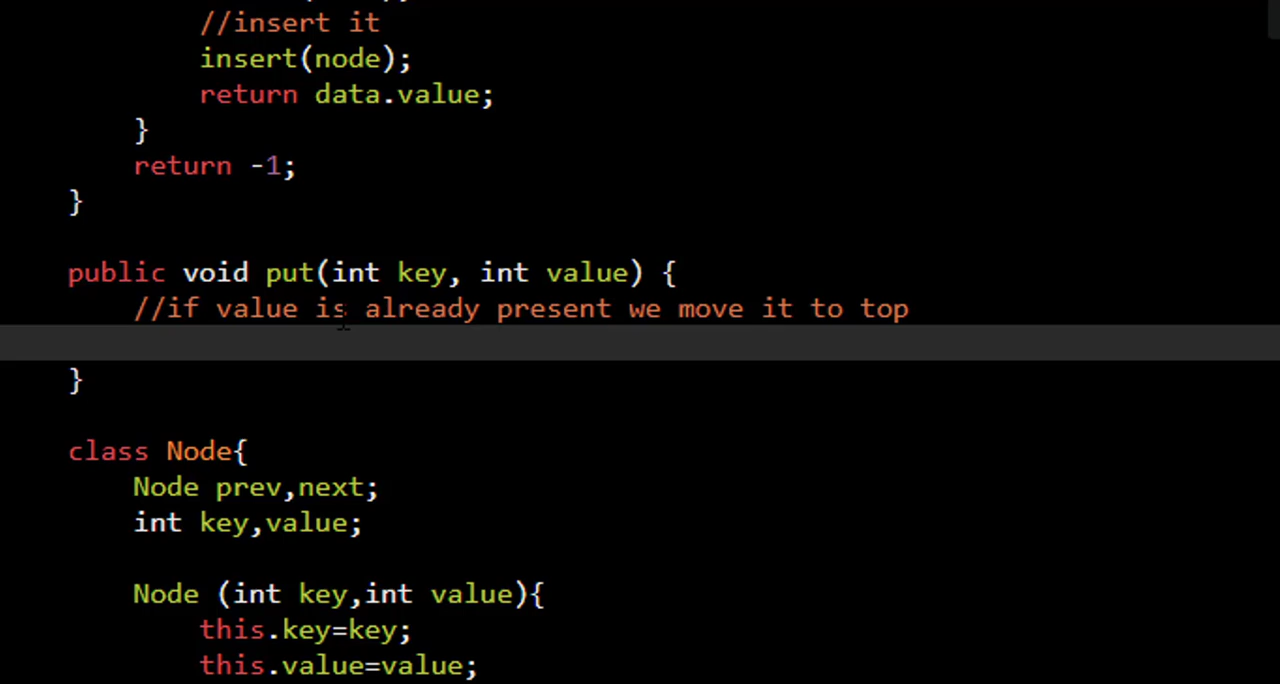 //insert it
insert(node);
return data.value;
}
return -1;
}
public void put(int key, int value) {
//if value is already present we move it to top
}
class Node{
Node prev,next;
int key,value;
Node (int key,int value){
this.key=key;
this.value=value;